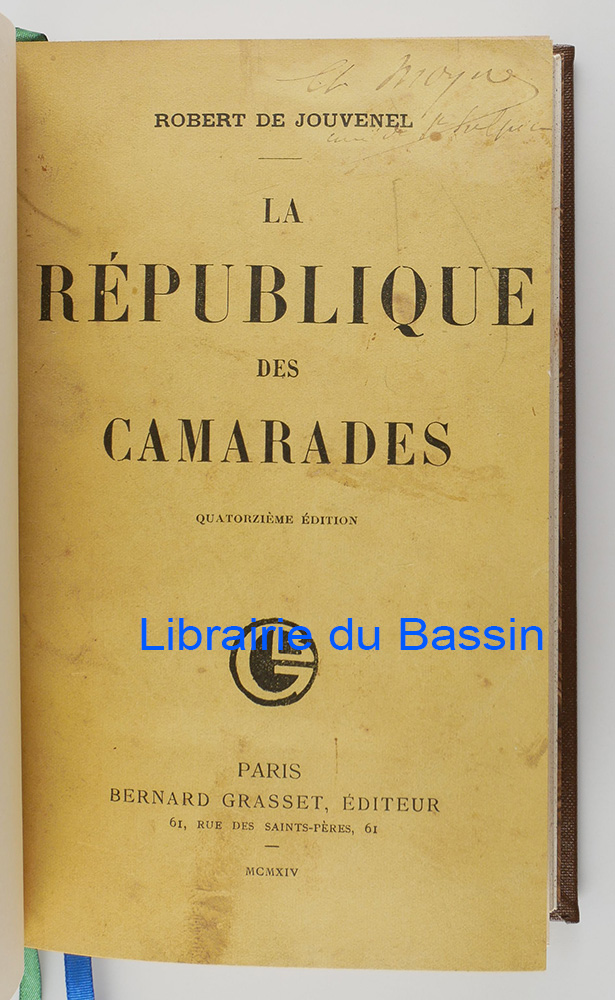 ROBERT DE JOUVENEL
LA
RÉPUBLIQUE
DES
CAMARADES
QUATORZIÈME ÉDITION
Librairie du Bassin
PARIS
BERNARD GRASSET, ÉDITEUR
61, RUE DES SAINTS-PÈRES, 61
MCMXIV